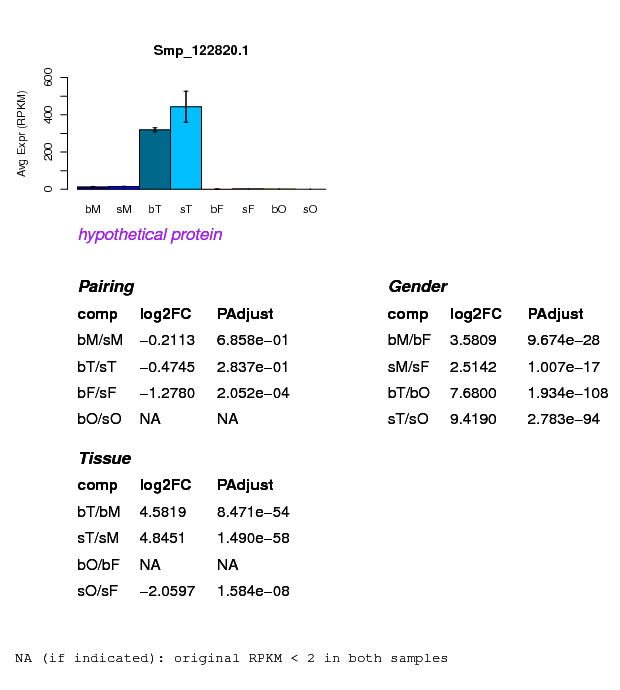 Smp_122820.1
Avg Expr (RPKM)
600
400
200
0
bM sM bT sT bF sF bO sO
hypothetical protein
Pairing
comp log2FC PAdjust
bM/sM −0.2113 6.858e−01
bT/sT −0.4745 2.837e−01
bF/sF −1.2780 2.052e−04
bO/sO NA NA
Gender
comp log2FC PAdjust
bM/bF 3.5809 9.674e−28
sM/sF 2.5142 1.007e−17
bT/bO 7.6800 1.934e−108
sT/sO 9.4190 2.783e−94
Tissue
comp log2FC PAdjust
bT/bM 4.5819 8.471e−54
sT/sM 4.8451 1.490e−58
bO/bF NA NA
sO/sF −2.0597 1.584e−08
NA (if indicated): original RPKM < 2 in both samples